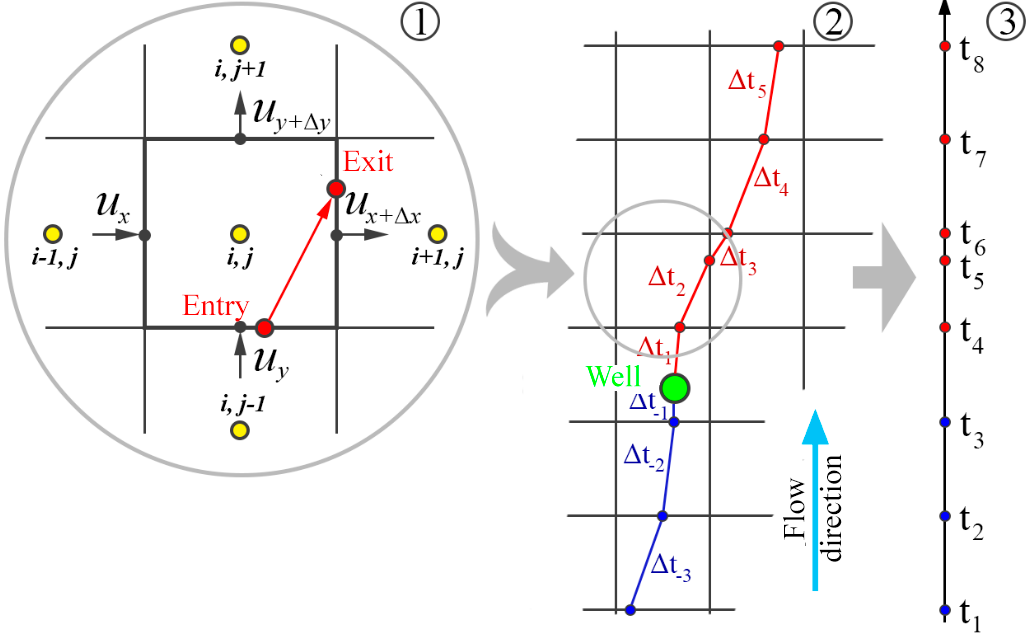 ①
i, j+1
u_{y+Δy}
Exit
u_x
u_{x+Δx}
i-1, j
i, j
i+1, j
Entry
u_y
i, j-1
②
Δt_5
Δt_4
Δt_3
Δt_2
Δt_1
Well
Δt_{-1}
Δt_{-2}
Δt_{-3}
Flow
direction
③
t_8
t_7
t_6
t_5
t_4
t_3
t_2
t_1